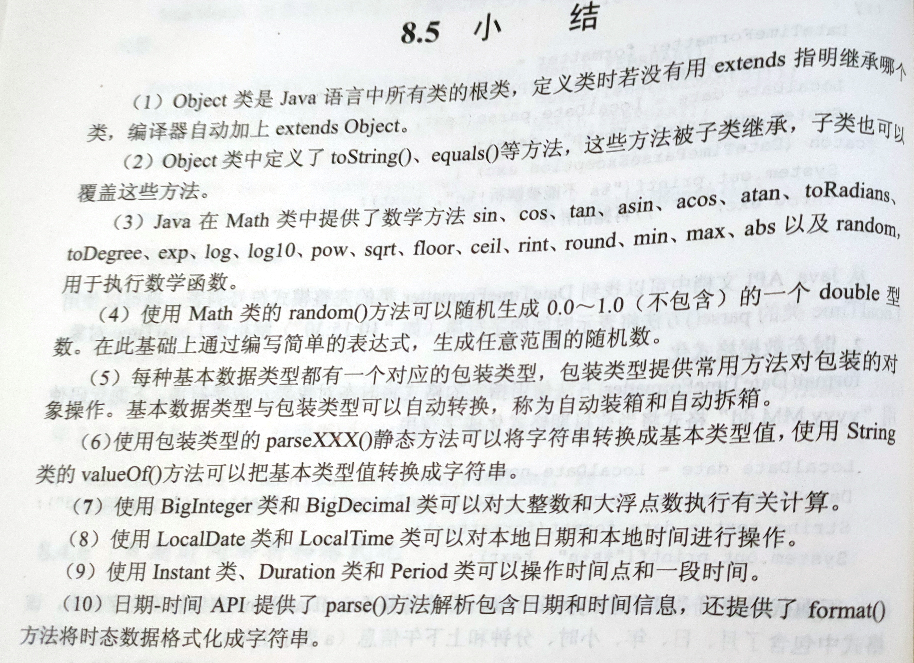 8.5 小 结
(1) Object 类是 Java 语言中所有类的根类，定义类时若没有用 extends 指明继承哪个
类，编译器自动加上 extends Object。
(2) Object 类中定义了 toString()、equals()等方法，这些方法被子类继承，子类也可以
覆盖这些方法。
(3) Java 在 Math 类中提供了数学方法 sin、cos、tan、asin、acos、atan、toRadians、
toDegree、exp、log、log10、pow、sqrt、floor、ceil、rint、round、min、max、abs 以及 random,
用于执行数学函数。
(4) 使用 Math 类的 random()方法可以随机生成 0.0～1.0（不包含）的一个 double 型
数。在此基础上通过编写简单的表达式，生成任意范围的随机数。
(5) 每种基本数据类型都有一个对应的包装类型，包装类型提供常用方法对包装的对
象操作。基本数据类型与包装类型可以自动转换，称为自动装箱和自动拆箱。
(6)使用包装类型的 parseXXX()静态方法可以将字符串转换成基本类型值，使用 String
类的 valueOf()方法可以把基本类型值转换成字符串。
(7) 使用 BigInteger 类和 BigDecimal 类可以对大整数和大浮点数执行有关计算。
(8) 使用 LocalDate 类和 LocalTime 类可以对本地日期和本地时间进行操作。
(9) 使用 Instant 类、Duration 类和 Period 类可以操作时间点和一段时间。
(10) 日期-时间 API 提供了 parse()方法解析包含日期和时间信息，还提供了 format()
方法将时态数据格式化成字符串。